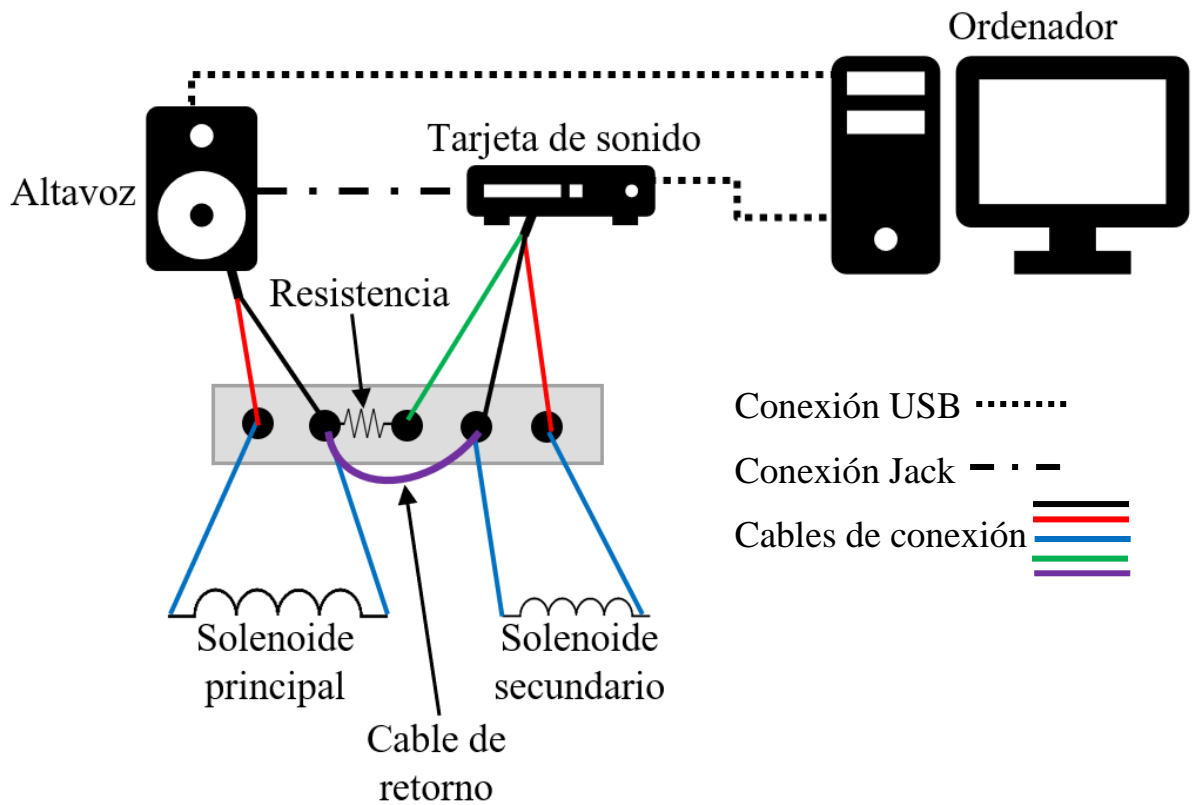 Ordenador
Tarjeta de sonido
Altavoz
Resistencia
Conexión USB
Conexión Jack
Cables de conexión
Solenoide
principal
Solenoide
secundario
Cable de
retorno